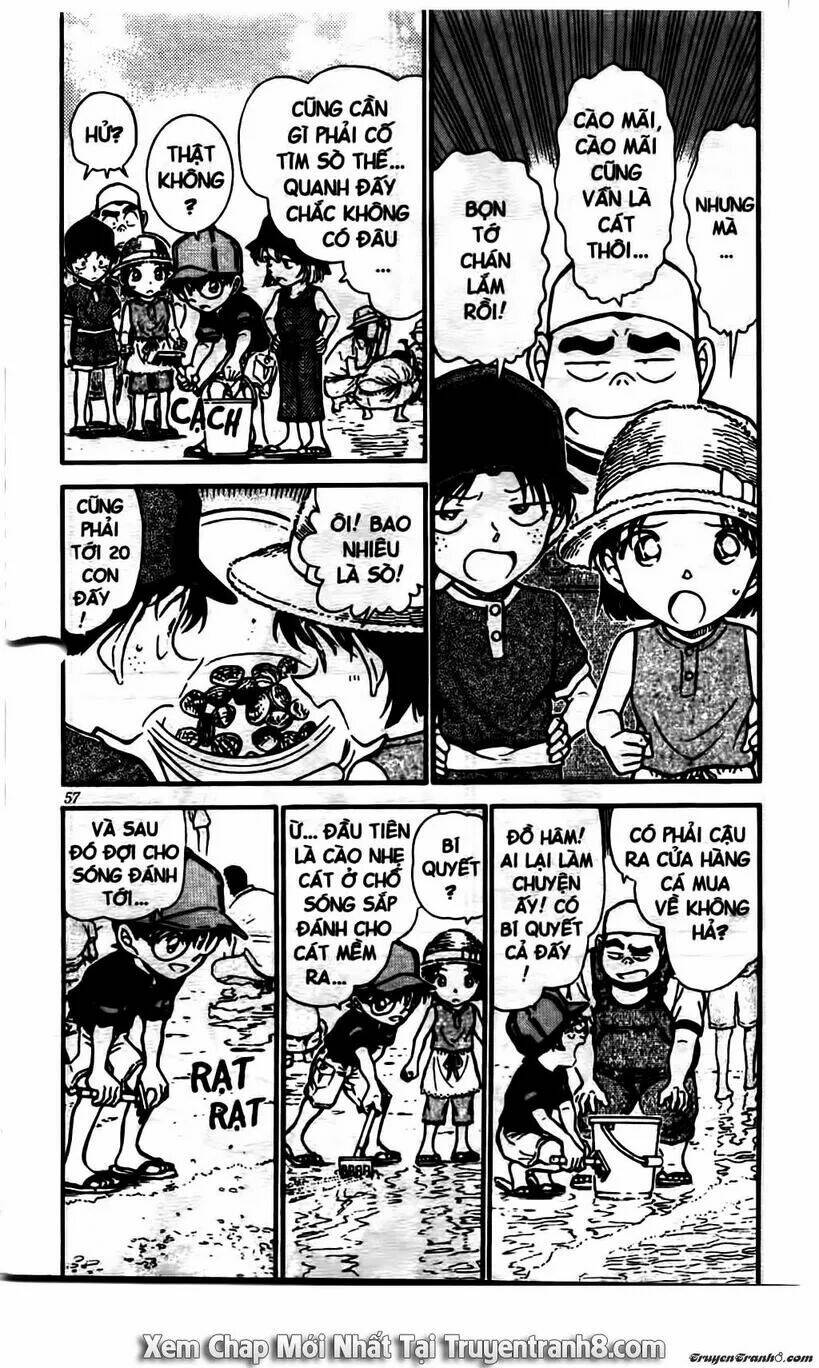 NHƯNG
MÀ
...
CÀO MÃI,
CÀO MÃI
CŨNG
VẪN LÀ
CÁT
THÔI...
BỌN
TỚ
CHÁN
LẮM
RỒI!
CŨNG CẦN
GÌ PHẢI CỐ
TÌM SÒ THẾ...
QUANH ĐẤY
CHẮC KHÔNG
CÓ ĐÂU
...
THẬT
KHÔNG
?
HỬ?
CẠCH
ÔI! BAO
NHIÊU
LÀ SÒ!
CŨNG
PHẢI
TỚI 20
CON
ĐẤY
!
57
CÓ PHẢI CẬU
RA CỬA HÀNG
CÁ MUA
VỀ KHÔNG
HẢ?
ĐỒ HÂM!
AI LẠI LÀM
CHUYỆN
ẤY! CÓ
BÍ QUYẾT
CẢ ĐẤY
!
BÍ
QUYẾT
?
Ừ... ĐẦU TIÊN
LÀ CÀO NHẸ
CÁT Ở CHỖ
SÓNG SẮP
ĐÁNH CHO
CÁT MỀM
RA...
VÀ SAU
ĐÓ ĐỢI CHO
SÓNG ĐÁNH
TỚI...
RẠT
RẠT
Xem Chap Mới Nhất Tại Truyentranh8.com
TruyenTranh8.com